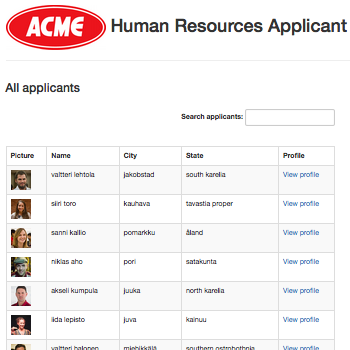 ACME Human Resources Applicant
All applicants
Search applicants:
Picture Name City State Profile
valtteri lehtola jakobstad south karelia View profile
siiri toro kauhava tavastia proper View profile
sanni kallio pomarkku åland View profile
niklas aho pori satakunta View profile
akseli kumpula juuka north karelia View profile
iida lepisto juva kainuu View profile
valtteri halonen miehikkälä southern ostrobothnia View profile